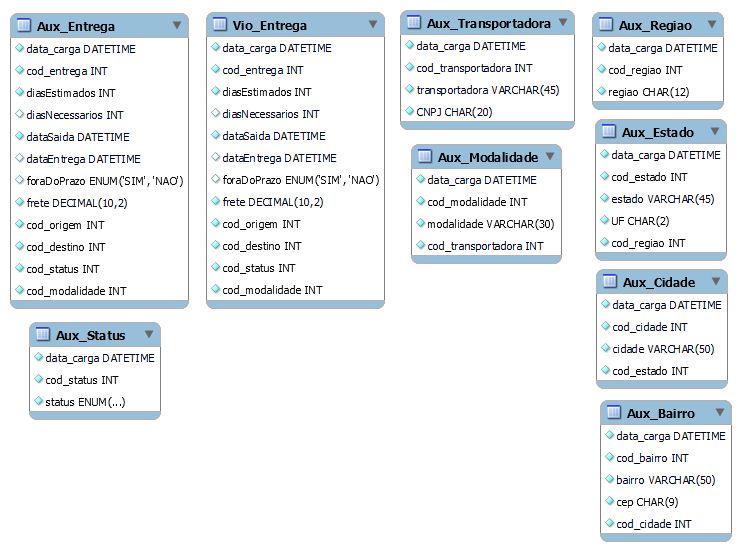 Aux_Entrega
data_carga DATETIME
cod_entrega INT
diasEstimados INT
diasNecessarios INT
dataSaida DATETIME
dataEntrega DATETIME
foraDoPrazo ENUM('SIM', 'NAO')
frete DECIMAL(10,2)
cod_origem INT
cod_destino INT
cod_status INT
cod_modalidade INT
Vio_Entrega
data_carga DATETIME
cod_entrega INT
diasEstimados INT
diasNecessarios INT
dataSaida DATETIME
dataEntrega DATETIME
foraDoPrazo ENUM('SIM', 'NAO')
frete DECIMAL(10,2)
cod_origem INT
cod_destino INT
cod_status INT
cod_modalidade INT
Aux_Transportadora
data_carga DATETIME
cod_transportadora INT
transportadora VARCHAR(45)
CNPJ CHAR(20)
Aux_Modalidade
data_carga DATETIME
cod_modalidade INT
modalidade VARCHAR(30)
cod_transportadora INT
Aux_Regiao
data_carga DATETIME
cod_regiao INT
regiao CHAR(12)
Aux_Estado
data_carga DATETIME
cod_estado INT
estado VARCHAR(45)
UF CHAR(2)
cod_regiao INT
Aux_Cidade
data_carga DATETIME
cod_cidade INT
cidade VARCHAR(50)
cod_estado INT
Aux_Status
data_carga DATETIME
cod_status INT
status ENUM(...)
Aux_Bairro
data_carga DATETIME
cod_bairro INT
bairro VARCHAR(50)
cep CHAR(9)
cod_cidade INT